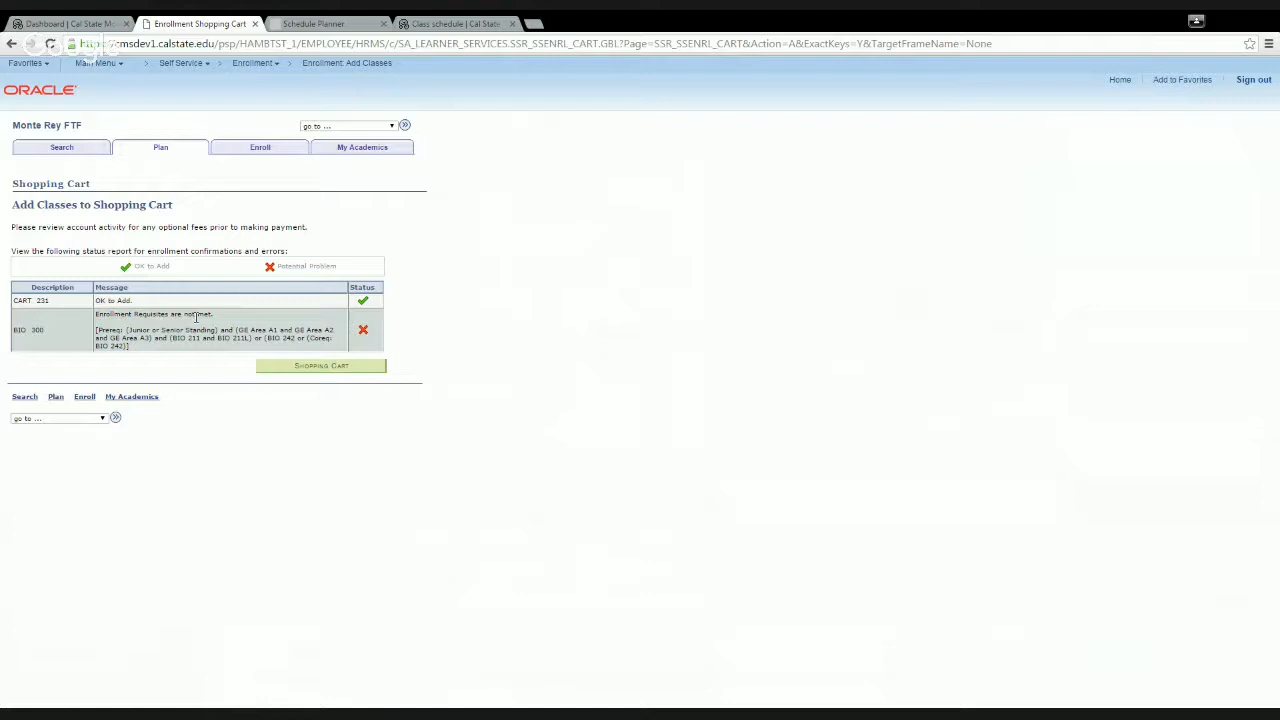 Dashboard | Cal State Mo
Enrollment Shopping Cart
Schedule Planner
Class schedule | Cal State
https://cmsdev1.calstate.edu/psp/HAMBTST_1/EMPLOYEE/HRMS/c/SA_LEARNER_SERVICES.SSR_SSENRL_CART.GBL?Page=SSR_SSENRL_CART&Action=A&ExactKeys=Y&TargetFrameName=None
Favorites
Main Menu
Self Service
Enrollment
Enrollment: Add Classes
ORACLE
Home
Add to Favorites
Sign out
Monte Rey FTF
go to ...
Search
Plan
Enroll
My Academics
Shopping Cart
Add Classes to Shopping Cart
Please review account activity for any optional fees prior to making payment.
View the following status report for enrollment confirmations and errors:
OK to Add
Potential Problem
Description
Message
Status
CART 231
OK to Add.
BIO 300
Enrollment Requisites are not met.
[Prereq: (Junior or Senior Standing) and (GE Area A1 and GE Area A2
and GE Area A3) and (BIO 211 and BIO 211L) or (BIO 242 or (Coreq:
BIO 242)]
SHOPPING CART
Search
Plan
Enroll
My Academics
go to ...